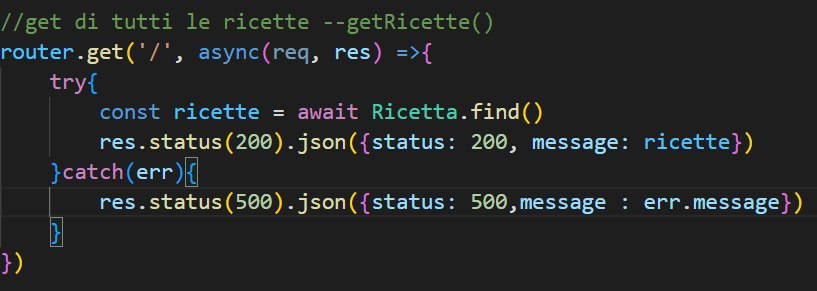 //get di tutti le ricette --getRicette()
router.get('/', async(req, res) =>{
    try{
        const ricette = await Ricetta.find()
        res.status(200).json({status: 200, message: ricette})
    }catch(err){
        res.status(500).json({status: 500,message : err.message})
    }
})